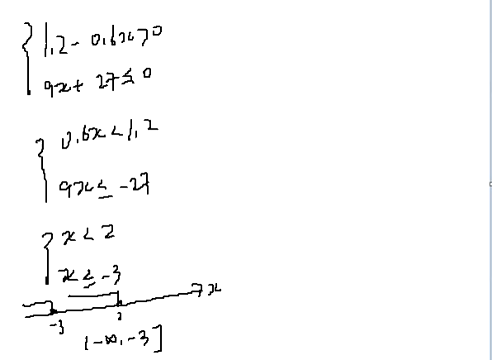 1,2 - 0,6x > 0
9x + 27 ≤ 0
0,6x < 1,2
9x ≤ -27
x < 2
x ≤ -3
x
-3 2
(-∞, -3]